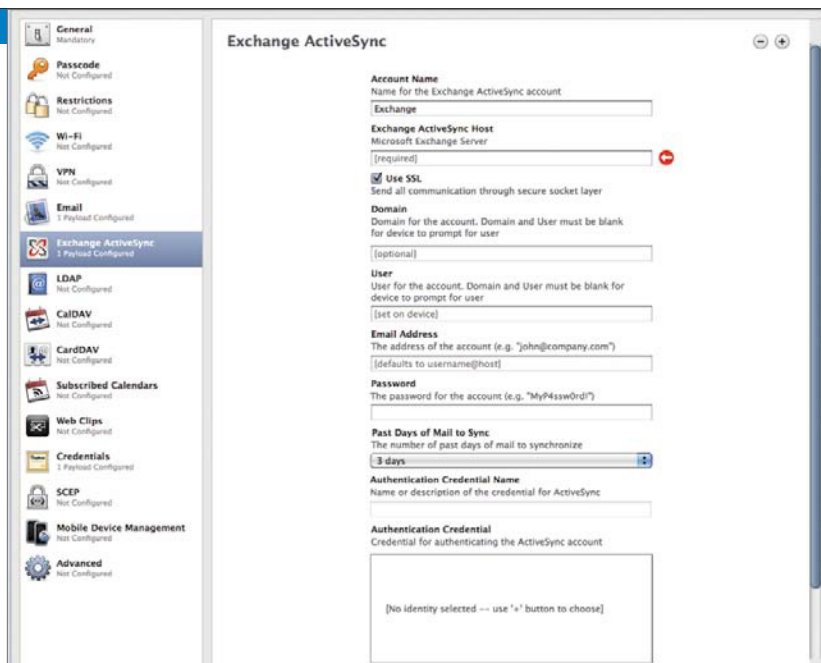 General
Mandatory
Passcode
Not Configured
Restrictions
Not Configured
Wi-Fi
Not Configured
VPN
Not Configured
Email
1 Payload Configured
Exchange ActiveSync
1 Payload Configured
LDAP
Not Configured
CalDAV
Not Configured
CardDAV
Not Configured
Subscribed Calendars
Not Configured
Web Clips
Not Configured
Credentials
1 Payload Configured
SCEP
Not Configured
Mobile Device Management
Not Configured
Advanced
Not Configured
Exchange ActiveSync
Account Name
Name for the Exchange ActiveSync account
Exchange
Exchange ActiveSync Host
Microsoft Exchange Server
[required]
Use SSL
Send all communication through secure socket layer
Domain
Domain for the account. Domain and User must be blank
for device to prompt for user
[optional]
User
User for the account. Domain and User must be blank for
device to prompt for user
[set on device]
Email Address
The address of the account (e.g. "john@company.com")
[defaults to username@host]
Password
The password for the account (e.g. "MyP4ssw0rd!")
Past Days of Mail to Sync
The number of past days of mail to synchronize
3 days
Authentication Credential Name
Name or description of the credential for ActiveSync
Authentication Credential
Credential for authenticating the ActiveSync account
[No identity selected -- use '+' button to choose]